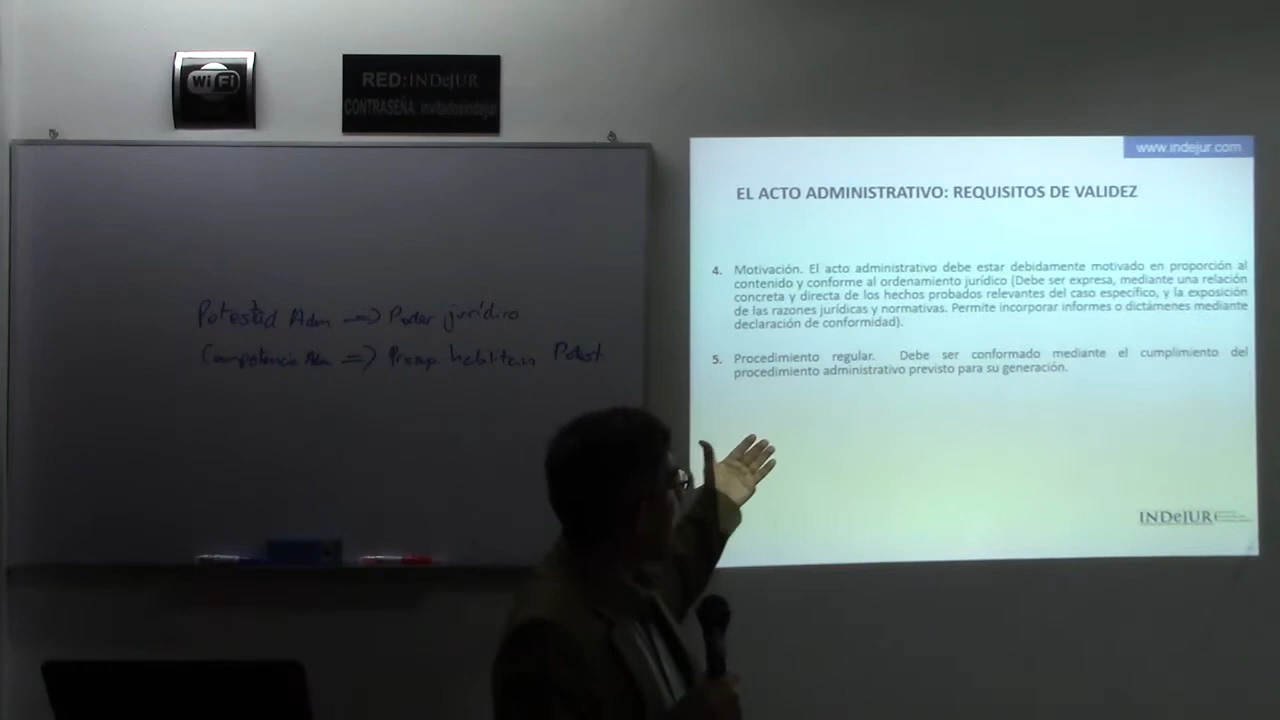 WiFi
RED:INDeJUR
CONTRASEÑA: invitadosindejur
Potestad Adm => Poder jurídico
Competencia Adm => Presup. habilitan Potest.
www.indejur.com
EL ACTO ADMINISTRATIVO: REQUISITOS DE VALIDEZ
4. Motivación. El acto administrativo debe estar debidamente motivado en proporción al
contenido y conforme al ordenamiento jurídico (Debe ser expresa, mediante una relación
concreta y directa de los hechos probados relevantes del caso específico, y la exposición
de las razones jurídicas y normativas. Permite incorporar informes o dictámenes mediante
declaración de conformidad).
5. Procedimiento regular. Debe ser conformado mediante el cumplimiento del
procedimiento administrativo previsto para su generación.
INDeJUR